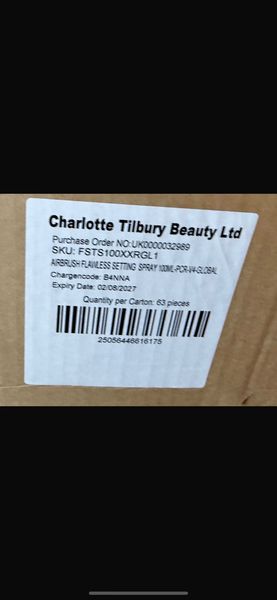 Charlotte Tilbury Beauty Ltd
Purchase Order NO:UK0000032989
SKU: FSTS100XXRGL1
AIRBRUSH FLAWLESS SETTING SPRAY 100ML-PCR-V4-GLOBAL
Chargencode: B4NNA
Expiry Date: 02/08/2027
Quantity per Carton: 63 pieces
25056446616175